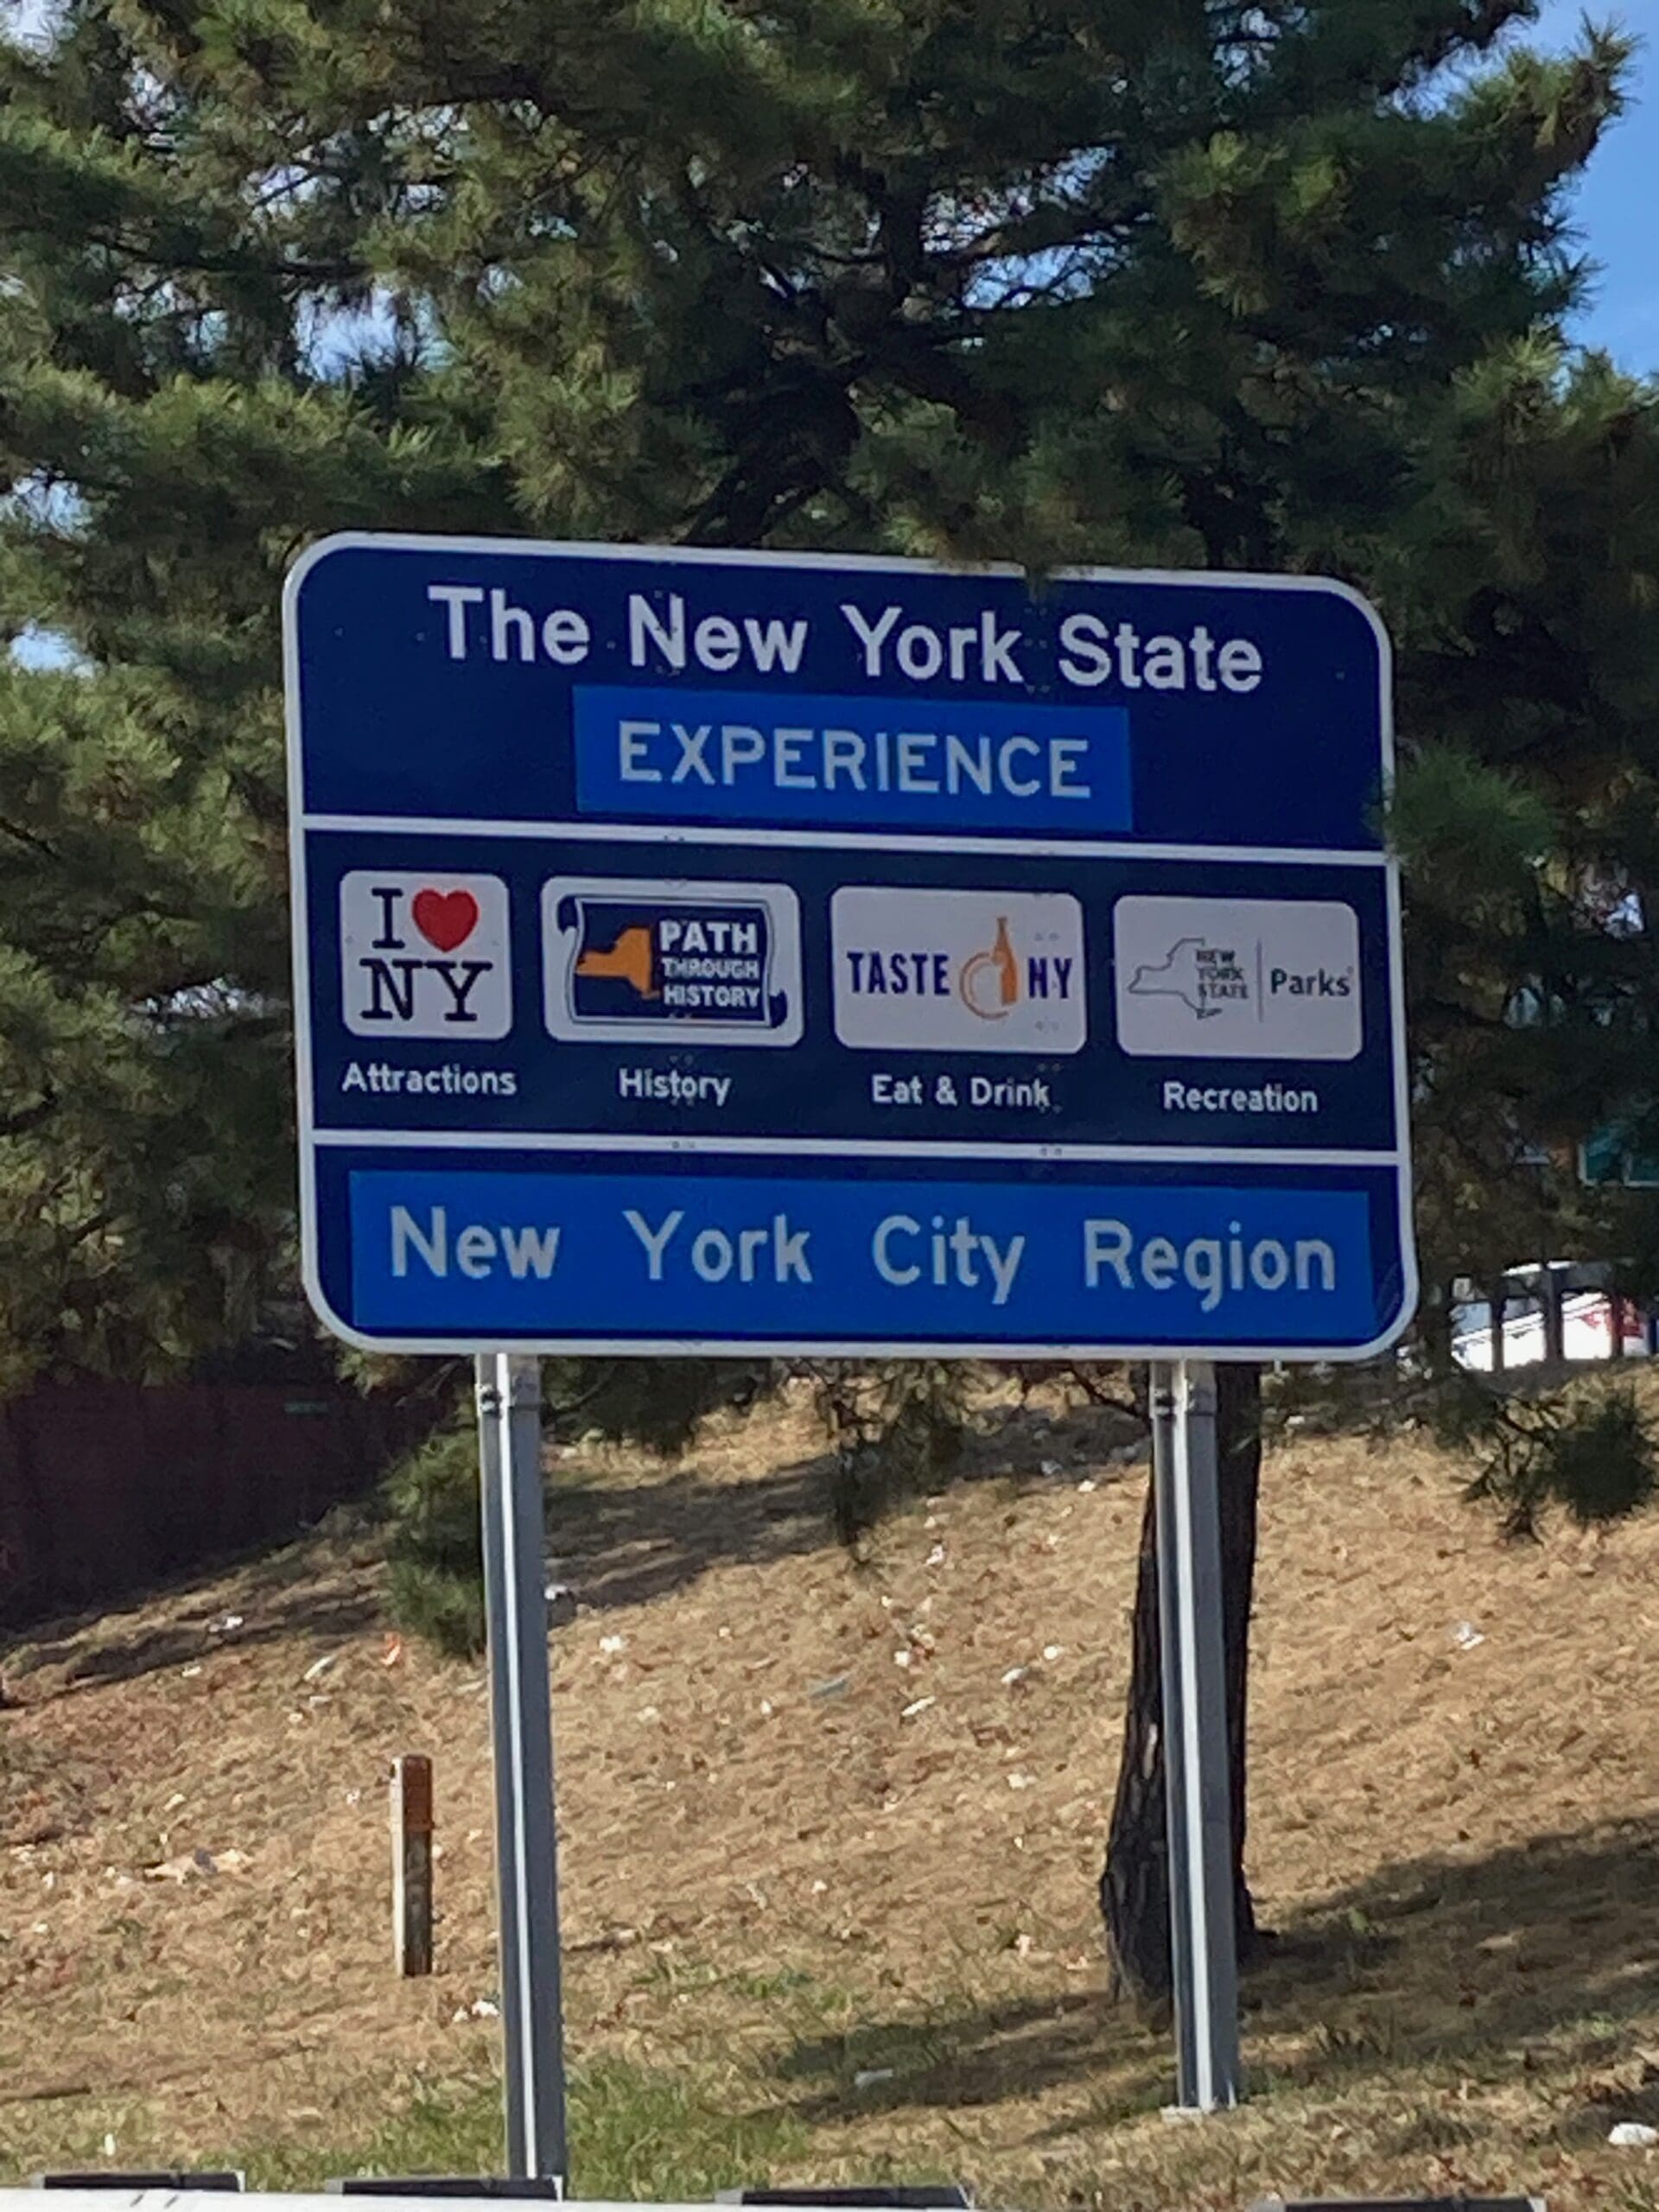 The New York State
EXPERIENCE
I NY
PATH
THROUGH
HISTORY
TASTE NY
NEW
YORK
STATE
Parks
Attractions
History
Eat & Drink
Recreation
New York City Region